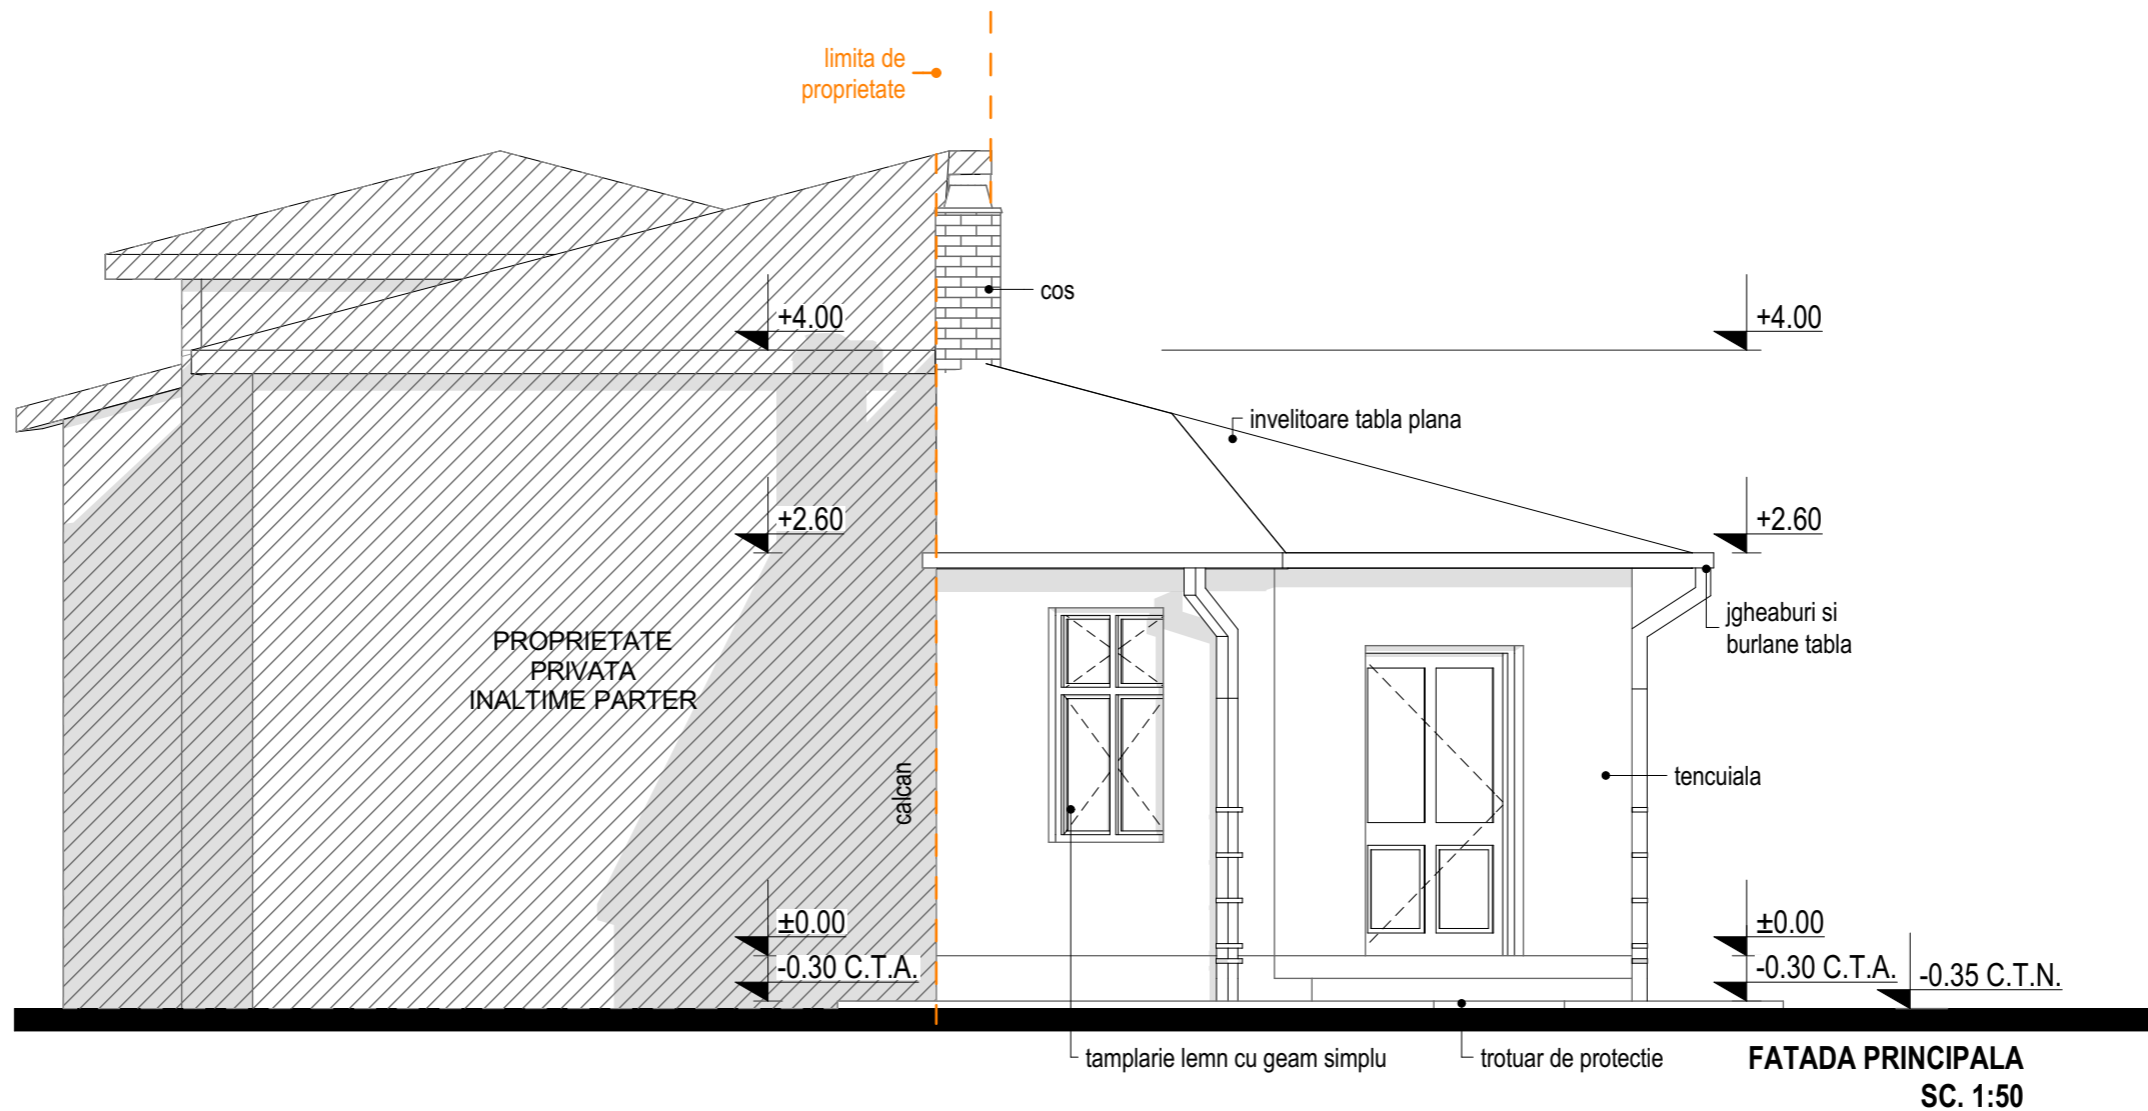 limita de
proprietate
cos
+4.00
+4.00
invelitoare tabla plana
+2.60
+2.60
jgheaburi si
burlane tabla
PROPRIETATE
PRIVATA
INALTIME PARTER
calcan
tencuiala
±0.00
±0.00
-0.30 C.T.A.
-0.30 C.T.A.
-0.35 C.T.N.
tamplarie lemn cu geam simplu
trotuar de protectie
FATADA PRINCIPALA
SC. 1:50